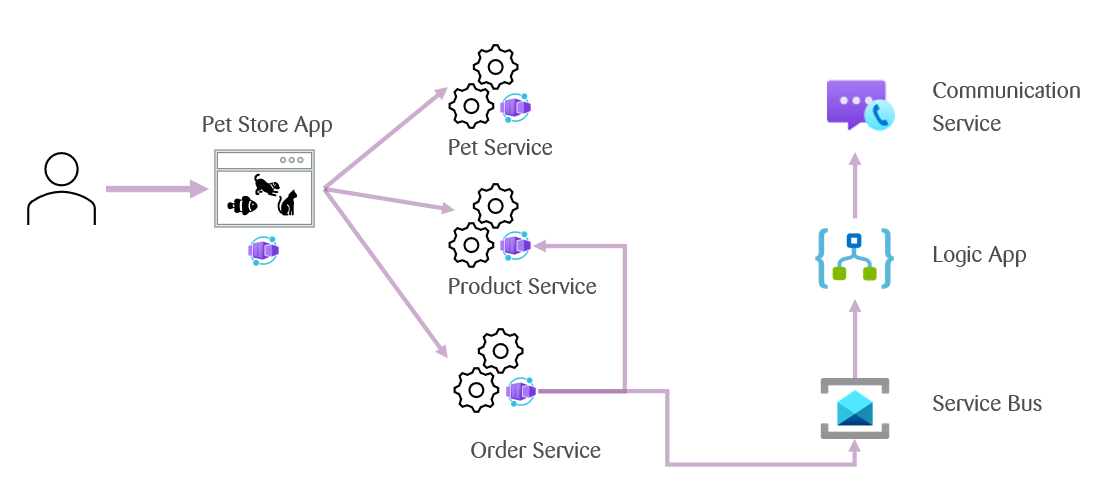 Pet Store App
Pet Service
Product Service
Order Service
Communication
Service
Logic App
Service Bus